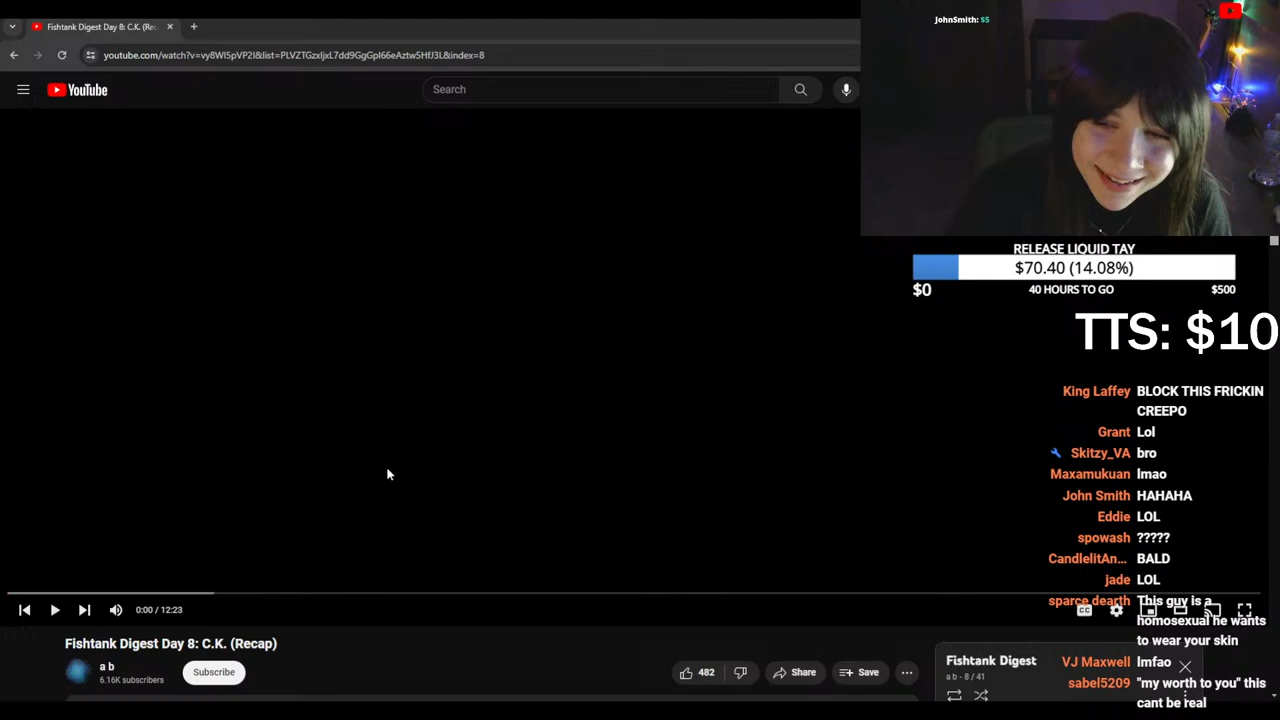 Fishtank Digest Day 8: C.K. (Rec
youtube.com/watch?v=vy8WI5pVP2I&list=PLVZTGzxIjxL7dd9GgGpI66eAztw5HfJ3L&index=8
YouTube
Search
JohnSmith: $5
RELEASE LIQUID TAY
$70.40 (14.08%)
$0
40 HOURS TO GO
$500
TTS: $10
King Laffey BLOCK THIS FRICKIN
CREEPO
Grant Lol
Skitzy_VA bro
Maxamukuan lmao
John Smith HAHAHA
Eddie LOL
spowash ?????
CandlelitAn... BALD
jade LOL
sparce dearth This guy is a
homosexual he wants
to wear your skin
VJ Maxwell lmfao
sabel5209 "my worth to you" this
cant be real
0:00 / 12:23
CC
Fishtank Digest Day 8: C.K. (Recap)
a b
6.16K subscribers
Subscribe
482
Share
Save
Fishtank Digest
a b - 8 / 41